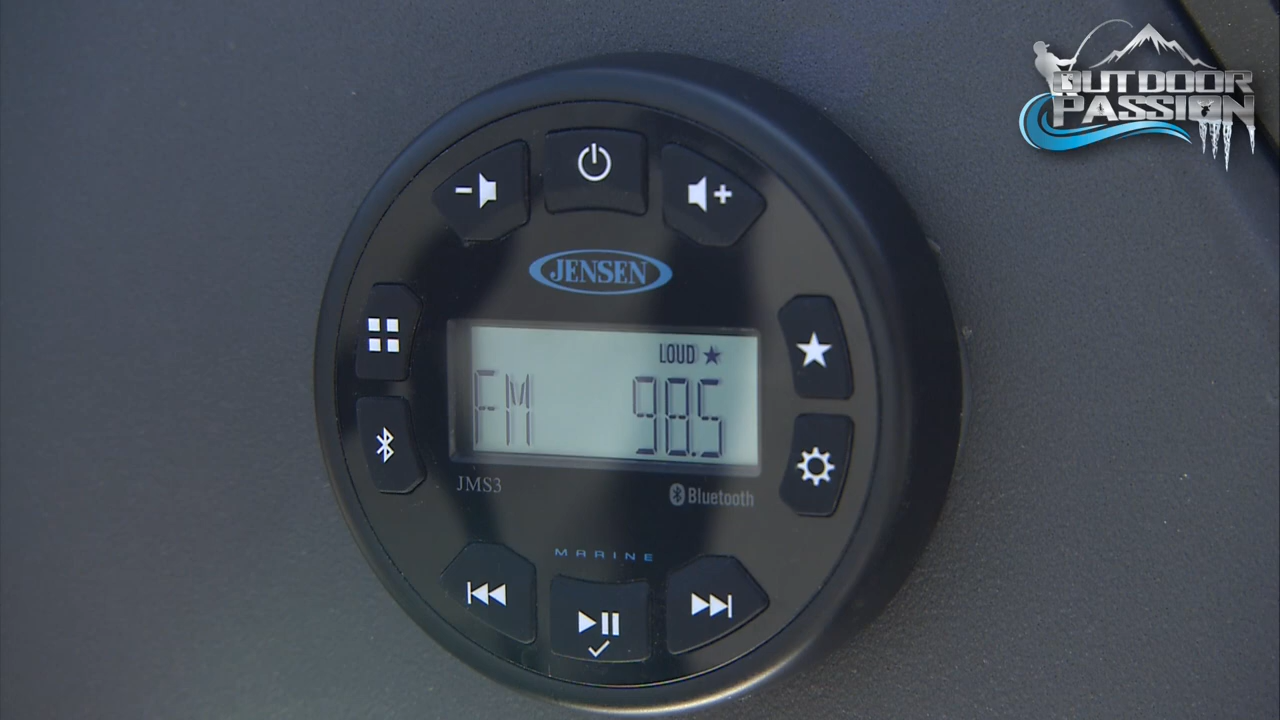 OUTDOOR
PASSION
JENSEN
LOUD ★
FM 98.5
JMS3
Bluetooth
MARINE